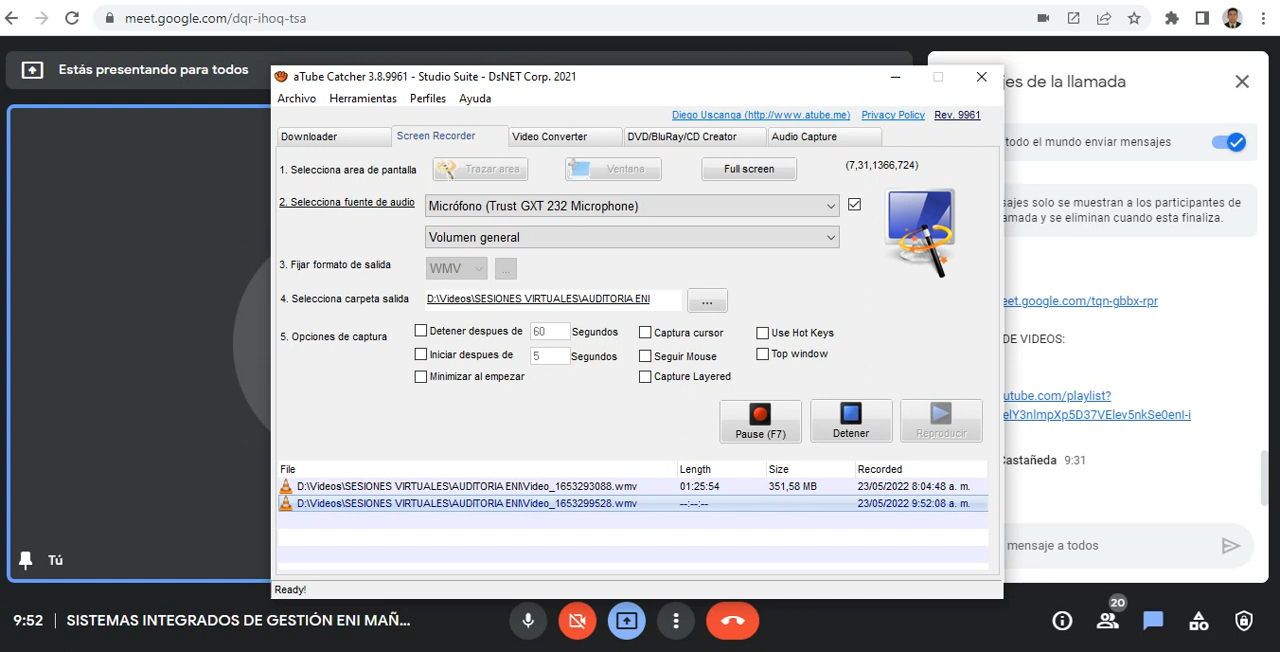 meet.google.com/dqr-ihoq-tsa
Estás presentando para todos
aTube Catcher 3.8.9961 - Studio Suite - DsNET Corp. 2021
Archivo Herramientas Perfiles Ayuda
Diego Uscanga (http://www.atube.me) Privacy Policy Rev. 9961
Downloader Screen Recorder Video Converter DVD/BluRay/CD Creator Audio Capture
1. Selecciona area de pantalla Trazar area Ventana Full screen (7,31,1366,724)
2. Selecciona fuente de audio Micrófono (Trust GXT 232 Microphone)
Volumen general
3. Fijar formato de salida WMV ...
4. Selecciona carpeta salida D:\Videos\SESIONES VIRTUALES\AUDITORIA ENI ...
5. Opciones de captura
Detener despues de 60 Segundos Captura cursor Use Hot Keys
Iniciar despues de 5 Segundos Seguir Mouse Top window
Minimizar al empezar Capture Layered
Pause (F7) Detener Reproducir
File Length Size Recorded
D:\Videos\SESIONES VIRTUALES\AUDITORIA ENI\Video_1653293088.wmv 01:25:54 351,58 MB 23/05/2022 8:04:48 a. m.
D:\Videos\SESIONES VIRTUALES\AUDITORIA ENI\Video_1653299528.wmv --:--:-- 23/05/2022 9:52:08 a. m.
Ready!
es de la llamada
todo el mundo enviar mensajes
sajes solo se muestran a los participantes de
amada y se eliminan cuando esta finaliza.
eet.google.com/tqn-gbbx-rpr
DE VIDEOS:
utube.com/playlist?
elY3nlmpXp5D37VElev5nkSe0enI-i
Castañeda 9:31
mensaje a todos
Tú
9:52 | SISTEMAS INTEGRADOS DE GESTIÓN ENI MAÑ...
20